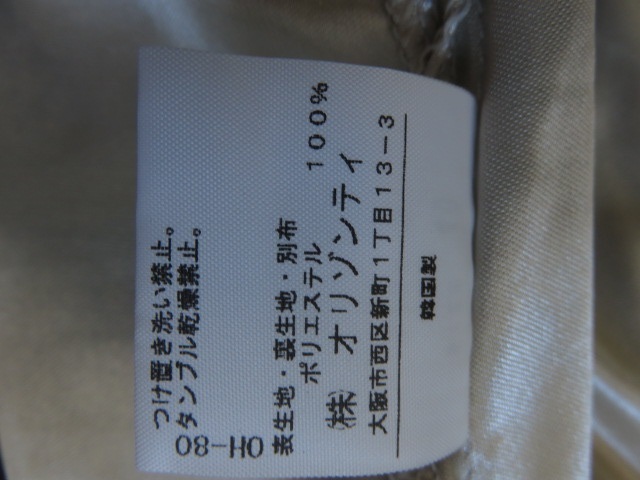 つけ置き洗い禁止。
タンブル乾燥禁止。
表生地・裏生地・別布
ポリエステル 100%
㈱オリゾンティ
大阪市西区新町1丁目13-3
韓国製